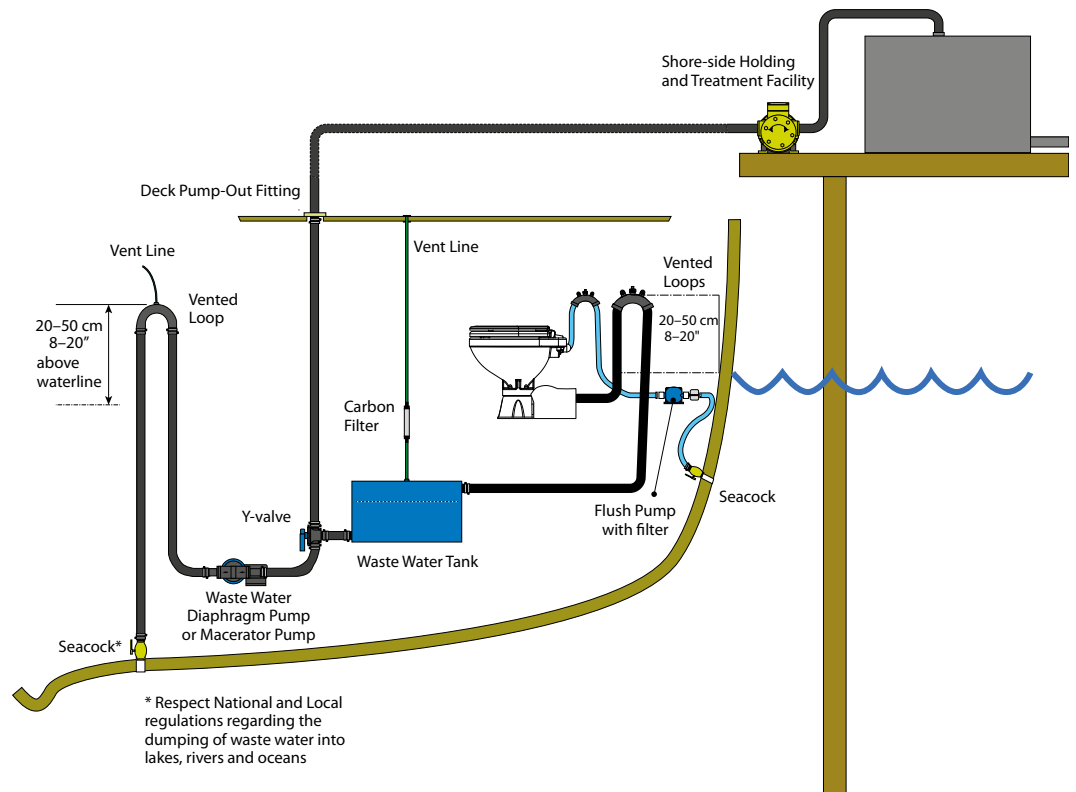 Shore-side Holding
and Treatment Facility
Deck Pump-Out Fitting
Vent Line
Vent Line
Vented
Loop
Vented
Loops
20–50 cm
8–20”
above
waterline
20–50 cm
8–20"
Carbon
Filter
Seacock
Y-valve
Flush Pump
with filter
Waste Water Tank
Waste Water
Diaphragm Pump
or Macerator Pump
Seacock*
* Respect National and Local
regulations regarding the
dumping of waste water into
lakes, rivers and oceans